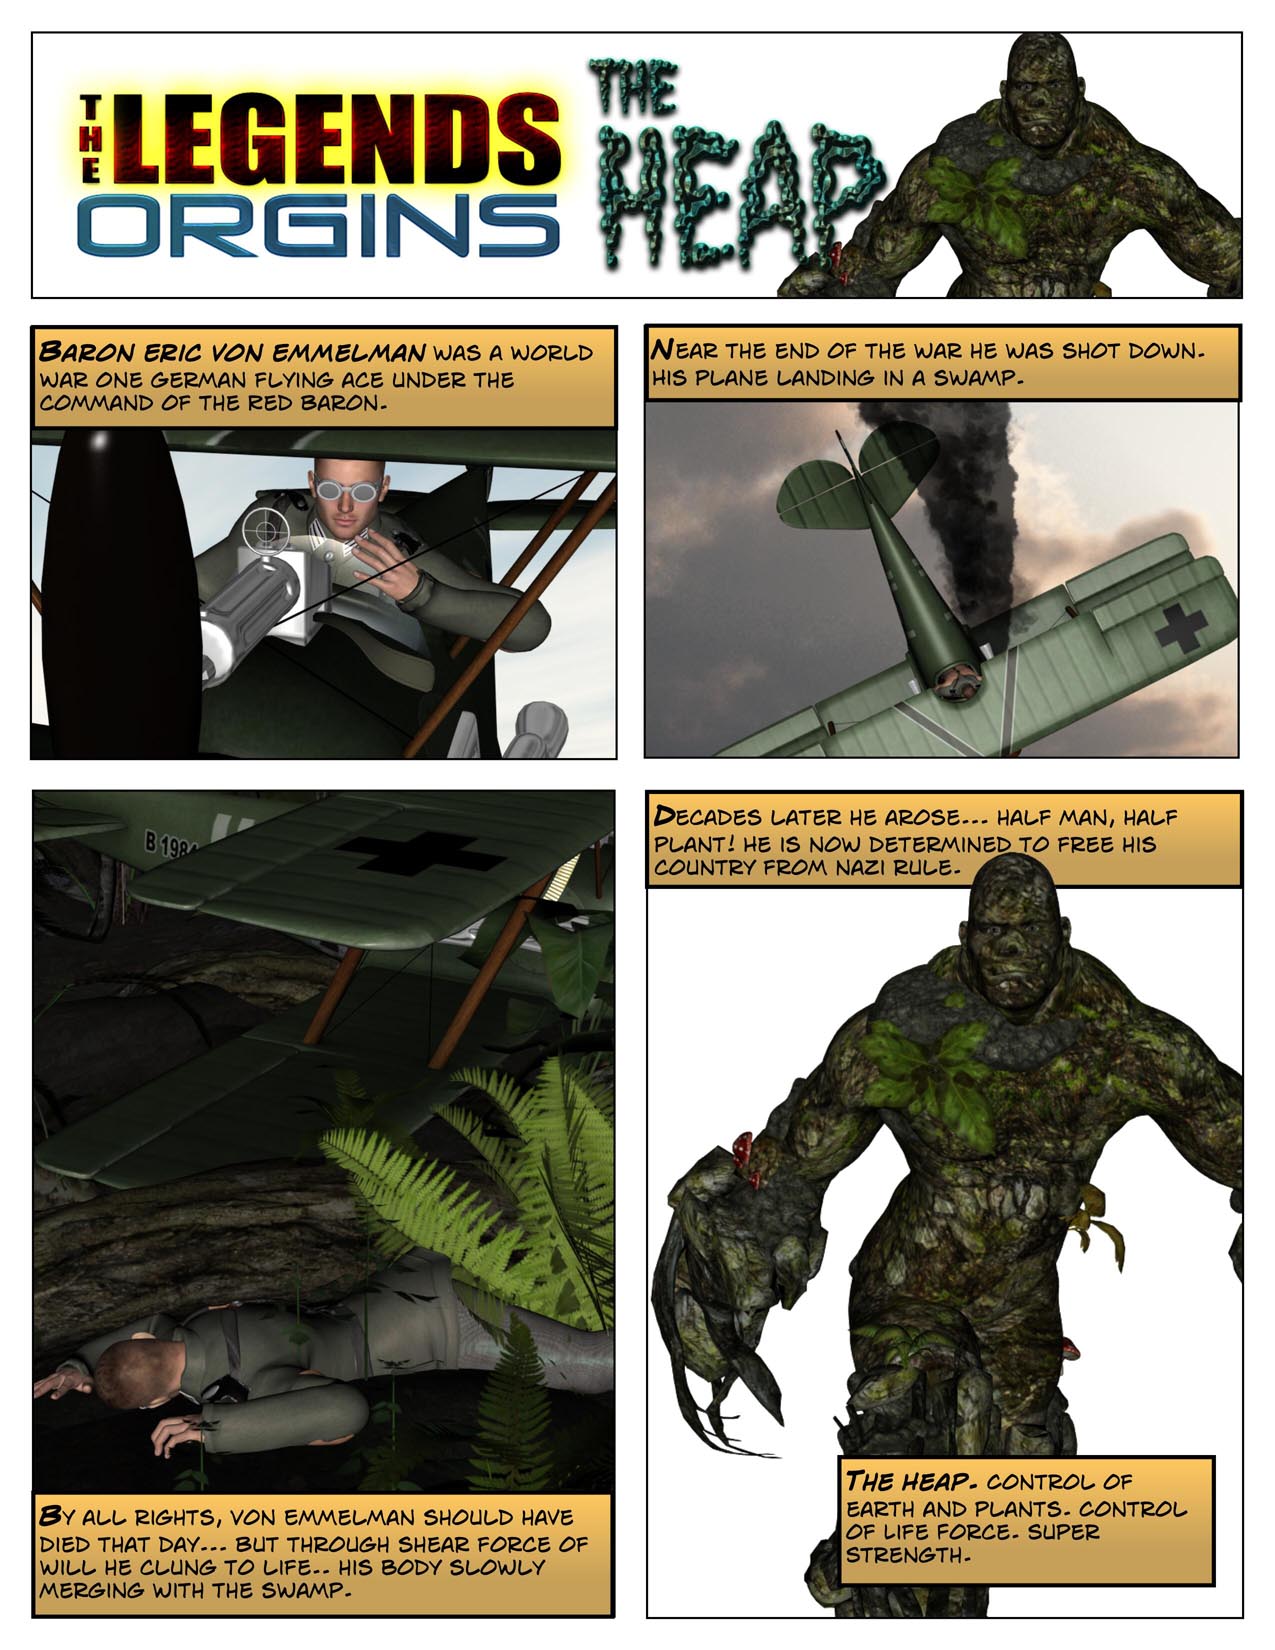 THE LEGENDS
ORGINS
THE
HEAP
BARON ERIC VON EMMELMAN WAS A WORLD
WAR ONE GERMAN FLYING ACE UNDER THE
COMMAND OF THE RED BARON.
NEAR THE END OF THE WAR HE WAS SHOT DOWN.
HIS PLANE LANDING IN A SWAMP.
B 1984
BY ALL RIGHTS, VON EMMELMAN SHOULD HAVE
DIED THAT DAY... BUT THROUGH SHEAR FORCE OF
WILL HE CLUNG TO LIFE.. HIS BODY SLOWLY
MERGING WITH THE SWAMP.
DECADES LATER HE AROSE... HALF MAN, HALF
PLANT! HE IS NOW DETERMINED TO FREE HIS
COUNTRY FROM NAZI RULE.
THE HEAP. CONTROL OF
EARTH AND PLANTS. CONTROL
OF LIFE FORCE. SUPER
STRENGTH.